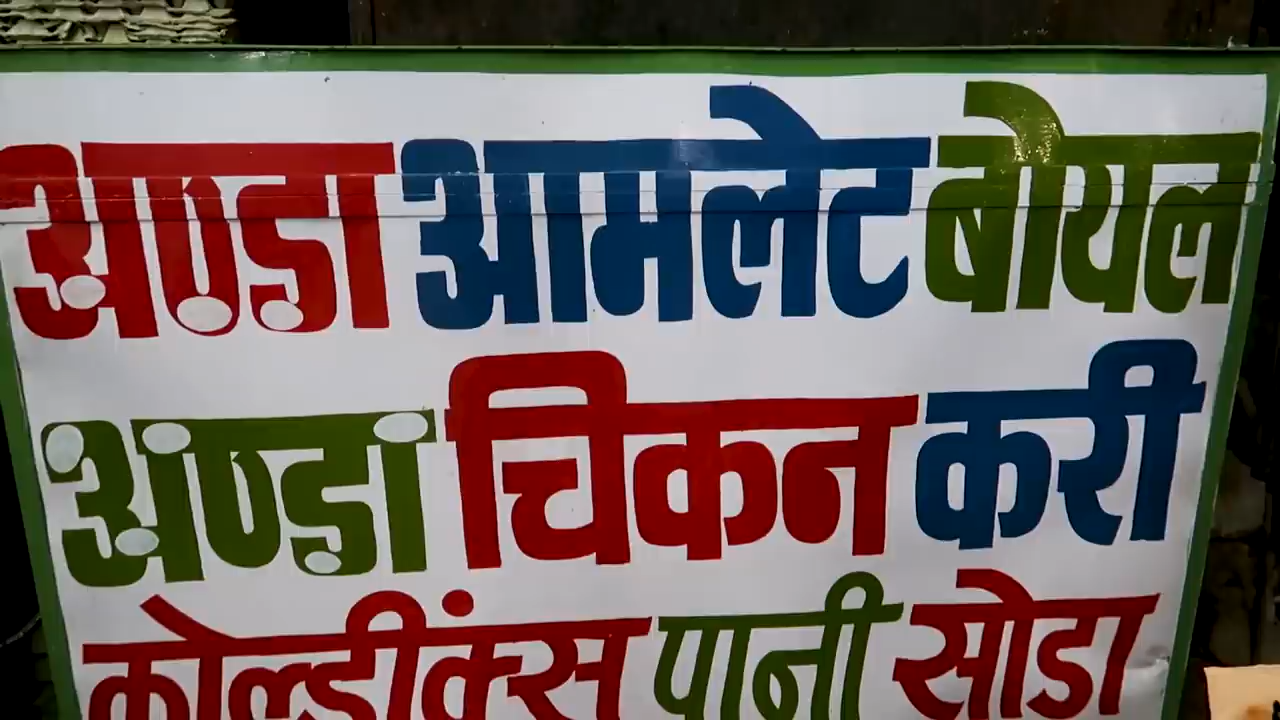 अण्डा आमलेट बोयल
अण्डा चिकन करी
कोल्डींक्स पानी सोडा